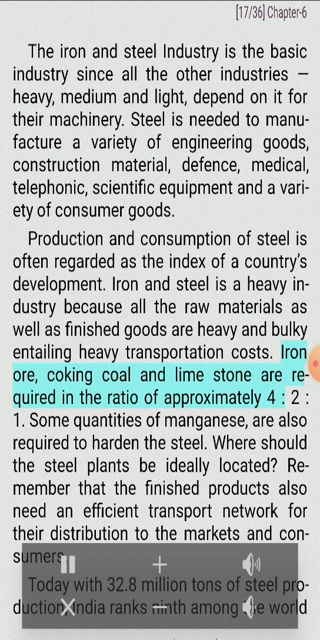 [17/36] Chapter-6
The iron and steel Industry is the basic
industry since all the other industries —
heavy, medium and light, depend on it for
their machinery. Steel is needed to manu-
facture a variety of engineering goods,
construction material, defence, medical,
telephonic, scientific equipment and a vari-
ety of consumer goods.
Production and consumption of steel is
often regarded as the index of a country's
development. Iron and steel is a heavy in-
dustry because all the raw materials as
well as finished goods are heavy and bulky
entailing heavy transportation costs. Iron
ore, coking coal and lime stone are re-
quired in the ratio of approximately 4 : 2 :
1. Some quantities of manganese, are also
required to harden the steel. Where should
the steel plants be ideally located? Re-
member that the finished products also
need an efficient transport network for
their distribution to the markets and con-
sumers.
Today with 32.8 million tons of steel pro-
duction, India ranks ninth among the world